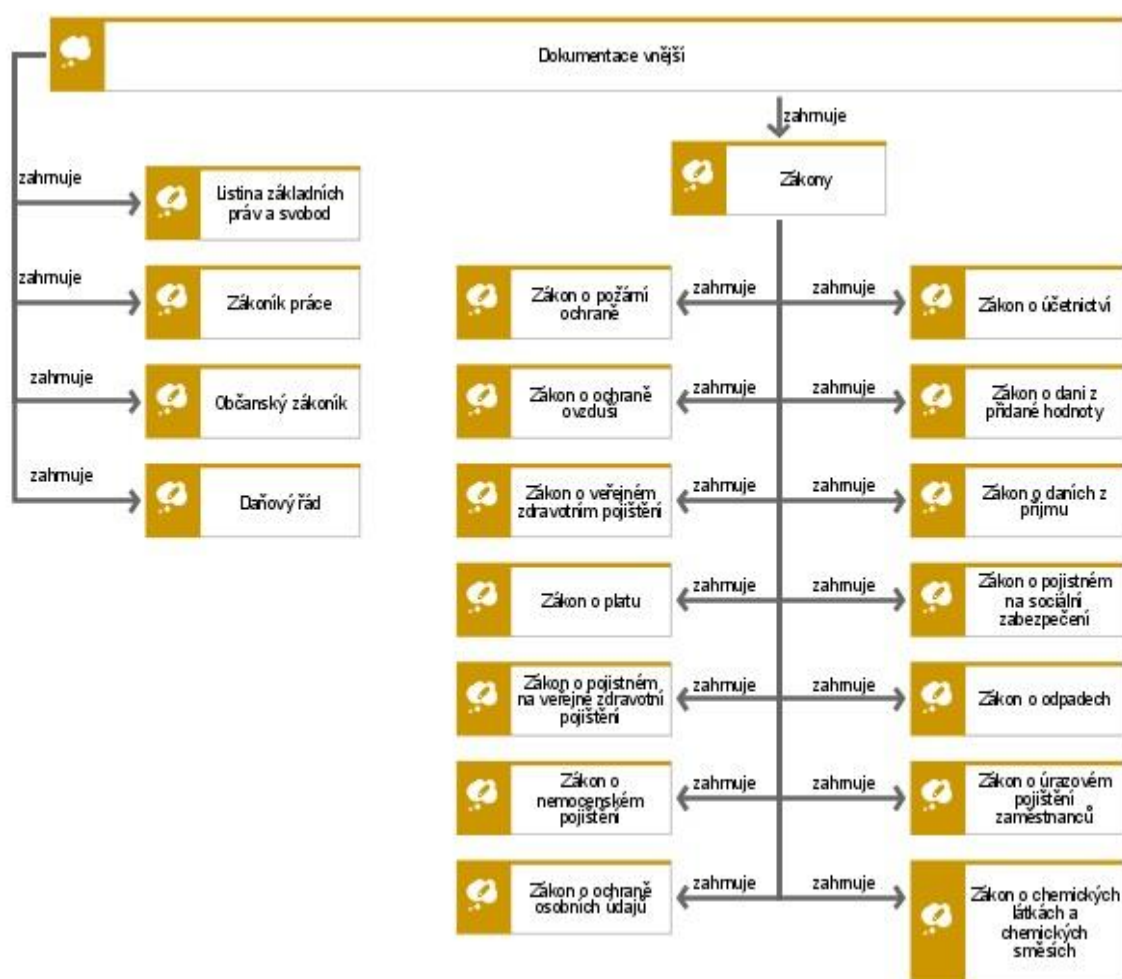 Dokumentace vnější
zahrnuje
Zákony
zahrnuje
Listina základních
práv a svobod
zahrnuje
Zákoník práce
zahrnuje
Občanský zákoník
zahrnuje
Daňový řád
Zákon o požární
ochraně
zahrnuje
zahrnuje
Zákon o účetnictví
Zákon o ochraně
ovzduší
zahrnuje
zahrnuje
Zákon o dani z
přidané hodnoty
Zákon o veřejném
zdravotním pojištění
zahrnuje
zahrnuje
Zákon o daních z
příjmu
Zákon o platu
zahrnuje
zahrnuje
Zákon o pojistném
na sociální
zabezpečení
Zákon o pojistném
na veřejné zdravotní
pojištění
zahrnuje
zahrnuje
Zákon o odpadech
Zákon o
nemocenském
pojištění
zahrnuje
zahrnuje
Zákon o úrazovém
pojištění
zaměstnanců
Zákon o ochraně
osobních údajů
zahrnuje
zahrnuje
Zákon o chemických
látkách a
chemických
směsích